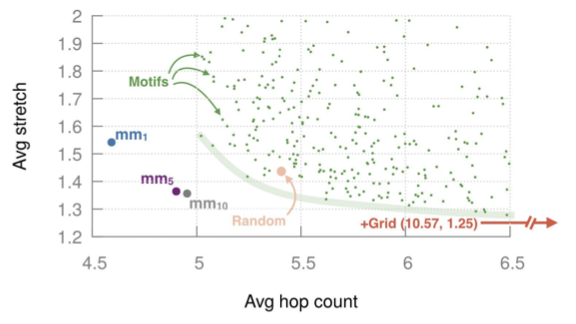 Avg stretch
2
1.9
1.8
1.7
1.6
1.5
1.4
1.3
1.2
Motifs
mm1
mm5
mm10
Random
+Grid (10.57, 1.25)
4.5 5 5.5 6 6.5
Avg hop count